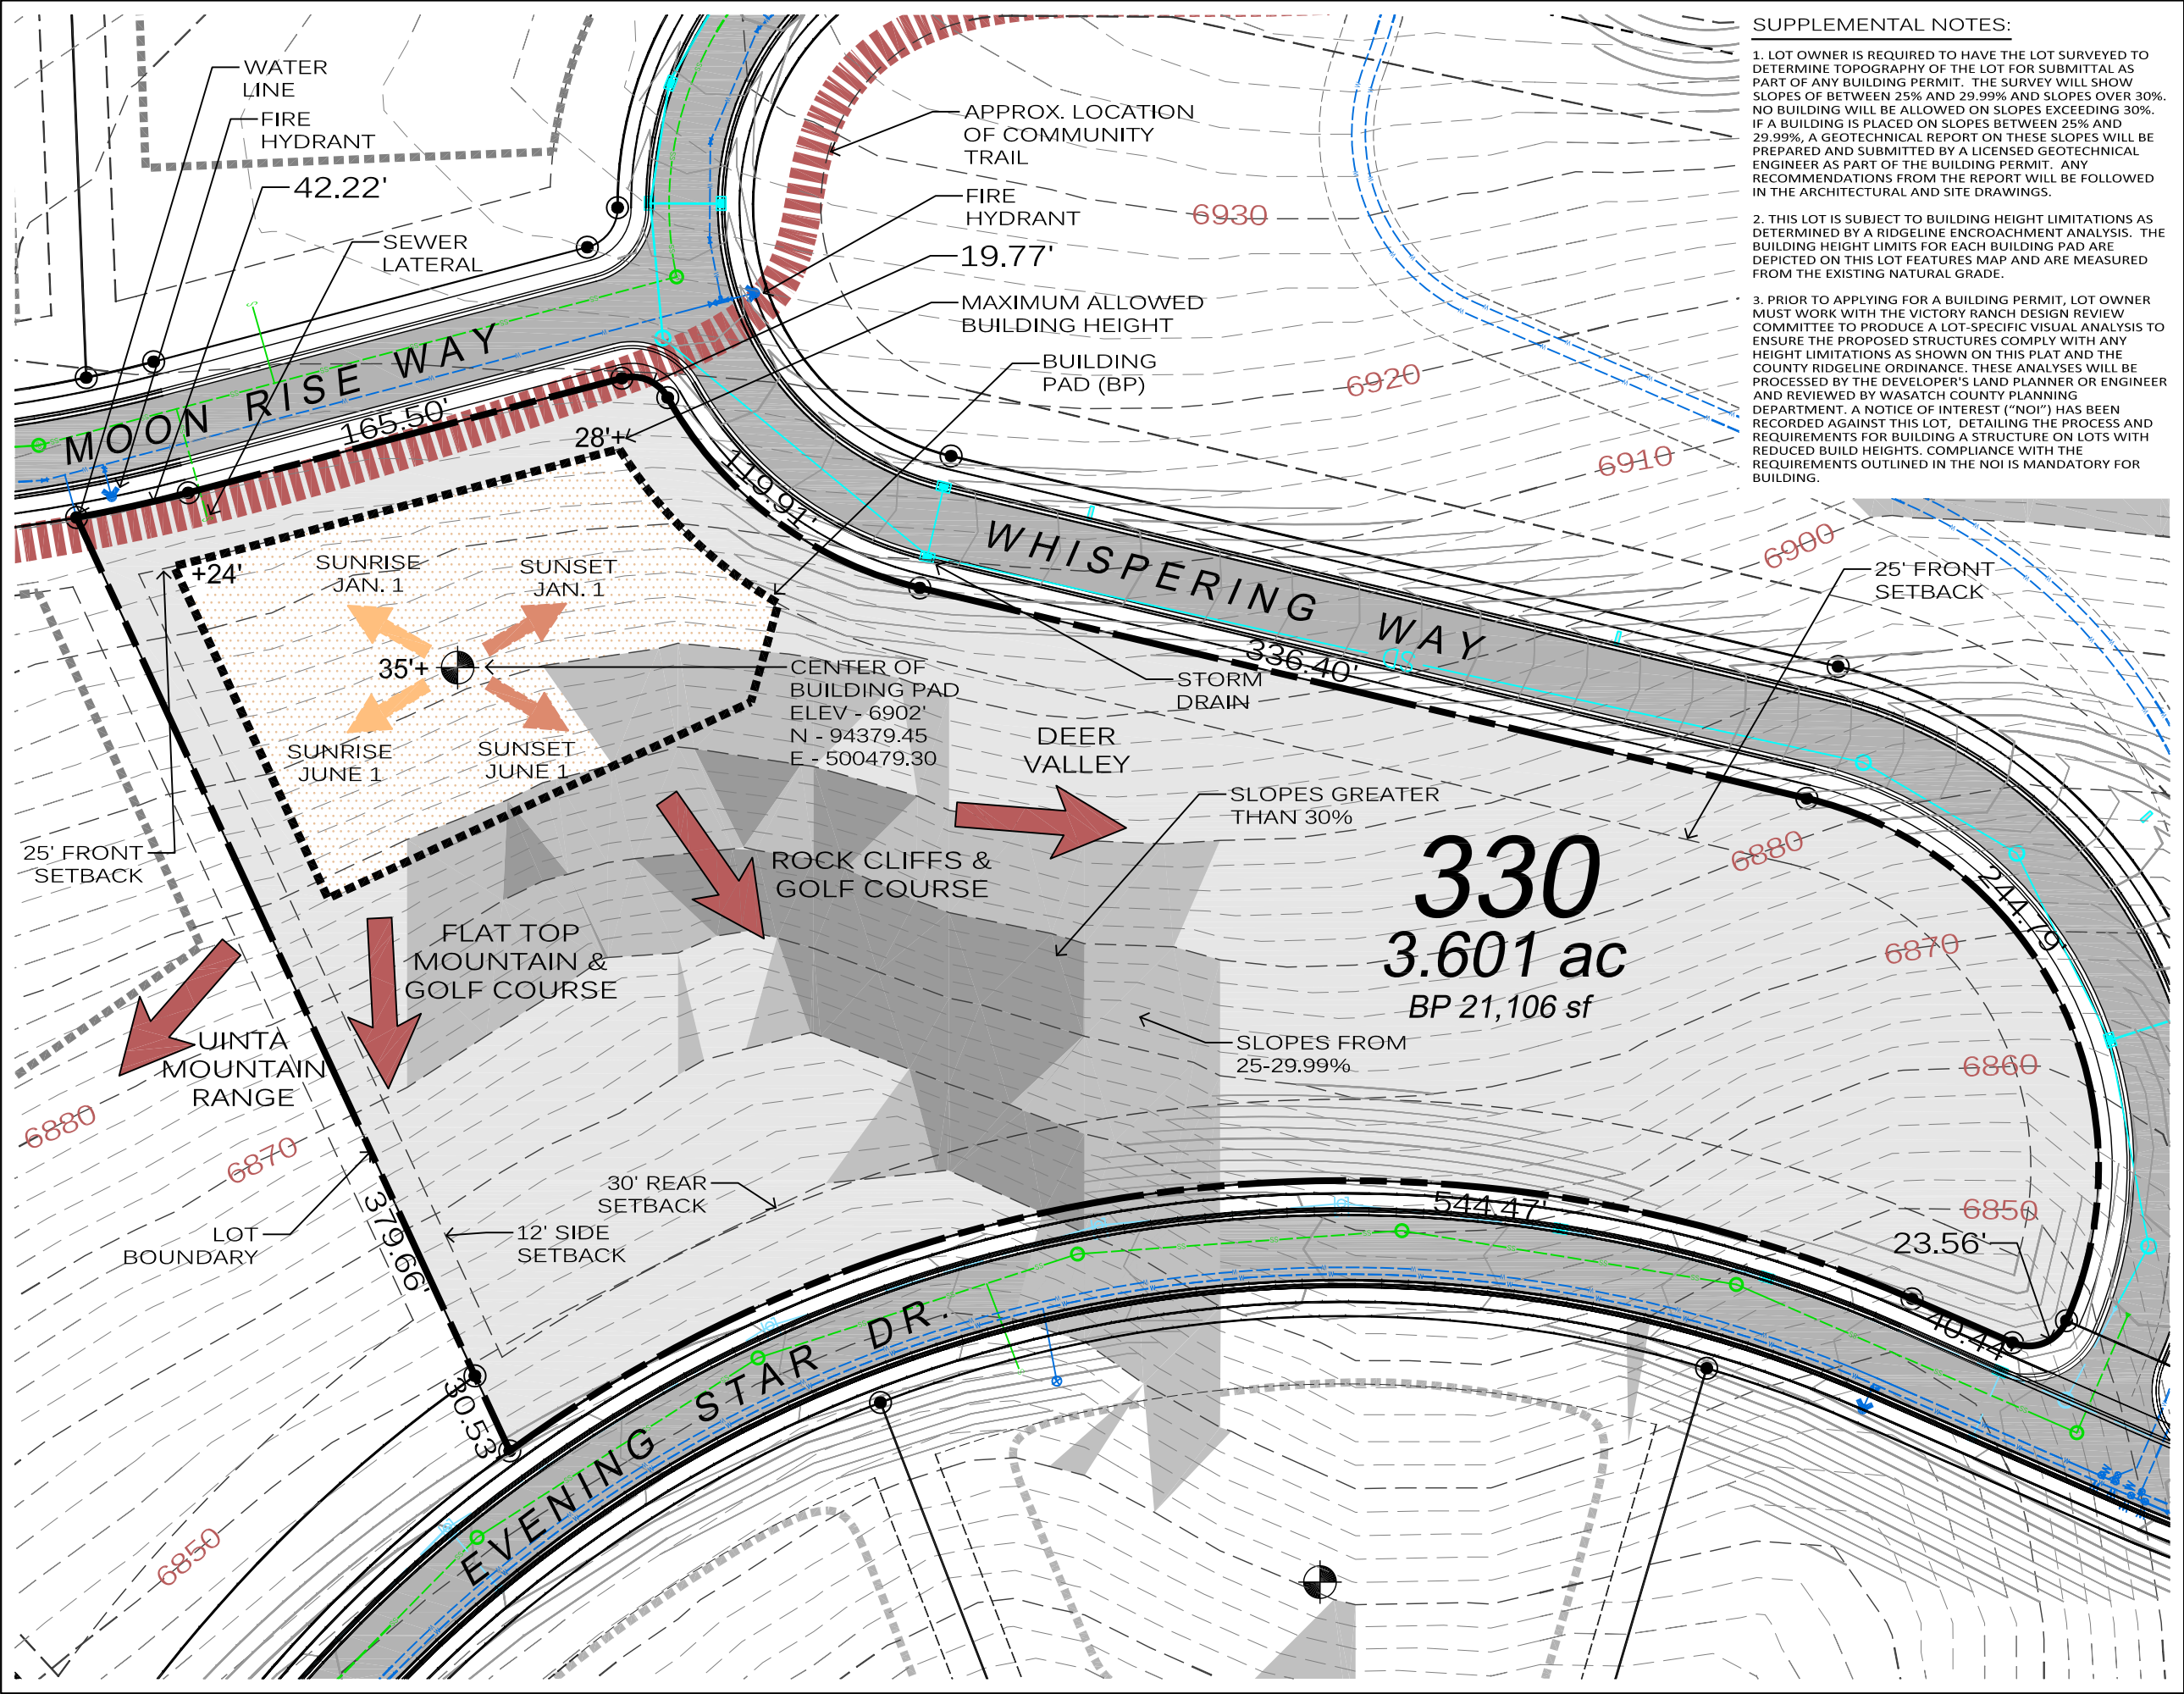 SUPPLEMENTAL NOTES:
1. LOT OWNER IS REQUIRED TO HAVE THE LOT SURVEYED TO
DETERMINE TOPOGRAPHY OF THE LOT FOR SUBMITTAL AS
PART OF ANY BUILDING PERMIT. THE SURVEY WILL SHOW
SLOPES OF BETWEEN 25% AND 29.99% AND SLOPES OVER 30%.
NO BUILDING WILL BE ALLOWED ON SLOPES EXCEEDING 30%.
IF A BUILDING IS PLACED ON SLOPES BETWEEN 25% AND
29.99%, A GEOTECHNICAL REPORT ON THESE SLOPES WILL BE
PREPARED AND SUBMITTED BY A LICENSED GEOTECHNICAL
ENGINEER AS PART OF THE BUILDING PERMIT. ANY
RECOMMENDATIONS FROM THE REPORT WILL BE FOLLOWED
IN THE ARCHITECTURAL AND SITE DRAWINGS.
2. THIS LOT IS SUBJECT TO BUILDING HEIGHT LIMITATIONS AS
DETERMINED BY A RIDGELINE ENCROACHMENT ANALYSIS. THE
BUILDING HEIGHT LIMITS FOR EACH BUILDING PAD ARE
DEPICTED ON THIS LOT FEATURES MAP AND ARE MEASURED
FROM THE EXISTING NATURAL GRADE.
3. PRIOR TO APPLYING FOR A BUILDING PERMIT, LOT OWNER
MUST WORK WITH THE VICTORY RANCH DESIGN REVIEW
COMMITTEE TO PRODUCE A LOT-SPECIFIC VISUAL ANALYSIS TO
ENSURE THE PROPOSED STRUCTURES COMPLY WITH ANY
HEIGHT LIMITATIONS AS SHOWN ON THIS PLAT AND THE
COUNTY RIDGELINE ORDINANCE. THESE ANALYSES WILL BE
PROCESSED BY THE DEVELOPER'S LAND PLANNER OR ENGINEER
AND REVIEWED BY WASATCH COUNTY PLANNING
DEPARTMENT. A NOTICE OF INTEREST (“NOI”) HAS BEEN
RECORDED AGAINST THIS LOT, DETAILING THE PROCESS AND
REQUIREMENTS FOR BUILDING A STRUCTURE ON LOTS WITH
REDUCED BUILD HEIGHTS. COMPLIANCE WITH THE
REQUIREMENTS OUTLINED IN THE NOI IS MANDATORY FOR
BUILDING.
WATER
LINE
FIRE
HYDRANT
42.22'
SEWER
LATERAL
APPROX. LOCATION
OF COMMUNITY
TRAIL
FIRE
HYDRANT
19.77'
MAXIMUM ALLOWED
BUILDING HEIGHT
BUILDING
PAD (BP)
6930
6920
6910
6900
MOON RISE WAY
165.50'
28'+
119.91'
WHISPERING WAY
336.40'
SD
25' FRONT
SETBACK
+24'
SUNRISE
JAN. 1
SUNSET
JAN. 1
35'+
SUNRISE
JUNE 1
SUNSET
JUNE 1
CENTER OF
BUILDING PAD
ELEV - 6902'
N - 94379.45
E - 500479.30
STORM
DRAIN
DEER
VALLEY
SLOPES GREATER
THAN 30%
25' FRONT
SETBACK
ROCK CLIFFS &
GOLF COURSE
FLAT TOP
MOUNTAIN &
GOLF COURSE
UINTA
MOUNTAIN
RANGE
330
3.601 ac
BP 21,106 sf
6880
244.79'
6870
6860
6850
SLOPES FROM
25-29.99%
6880
6870
30' REAR
SETBACK
12' SIDE
SETBACK
LOT
BOUNDARY
379.66'
30.53'
544.47'
23.56'
40.44'
EVENING STAR DR.
6850